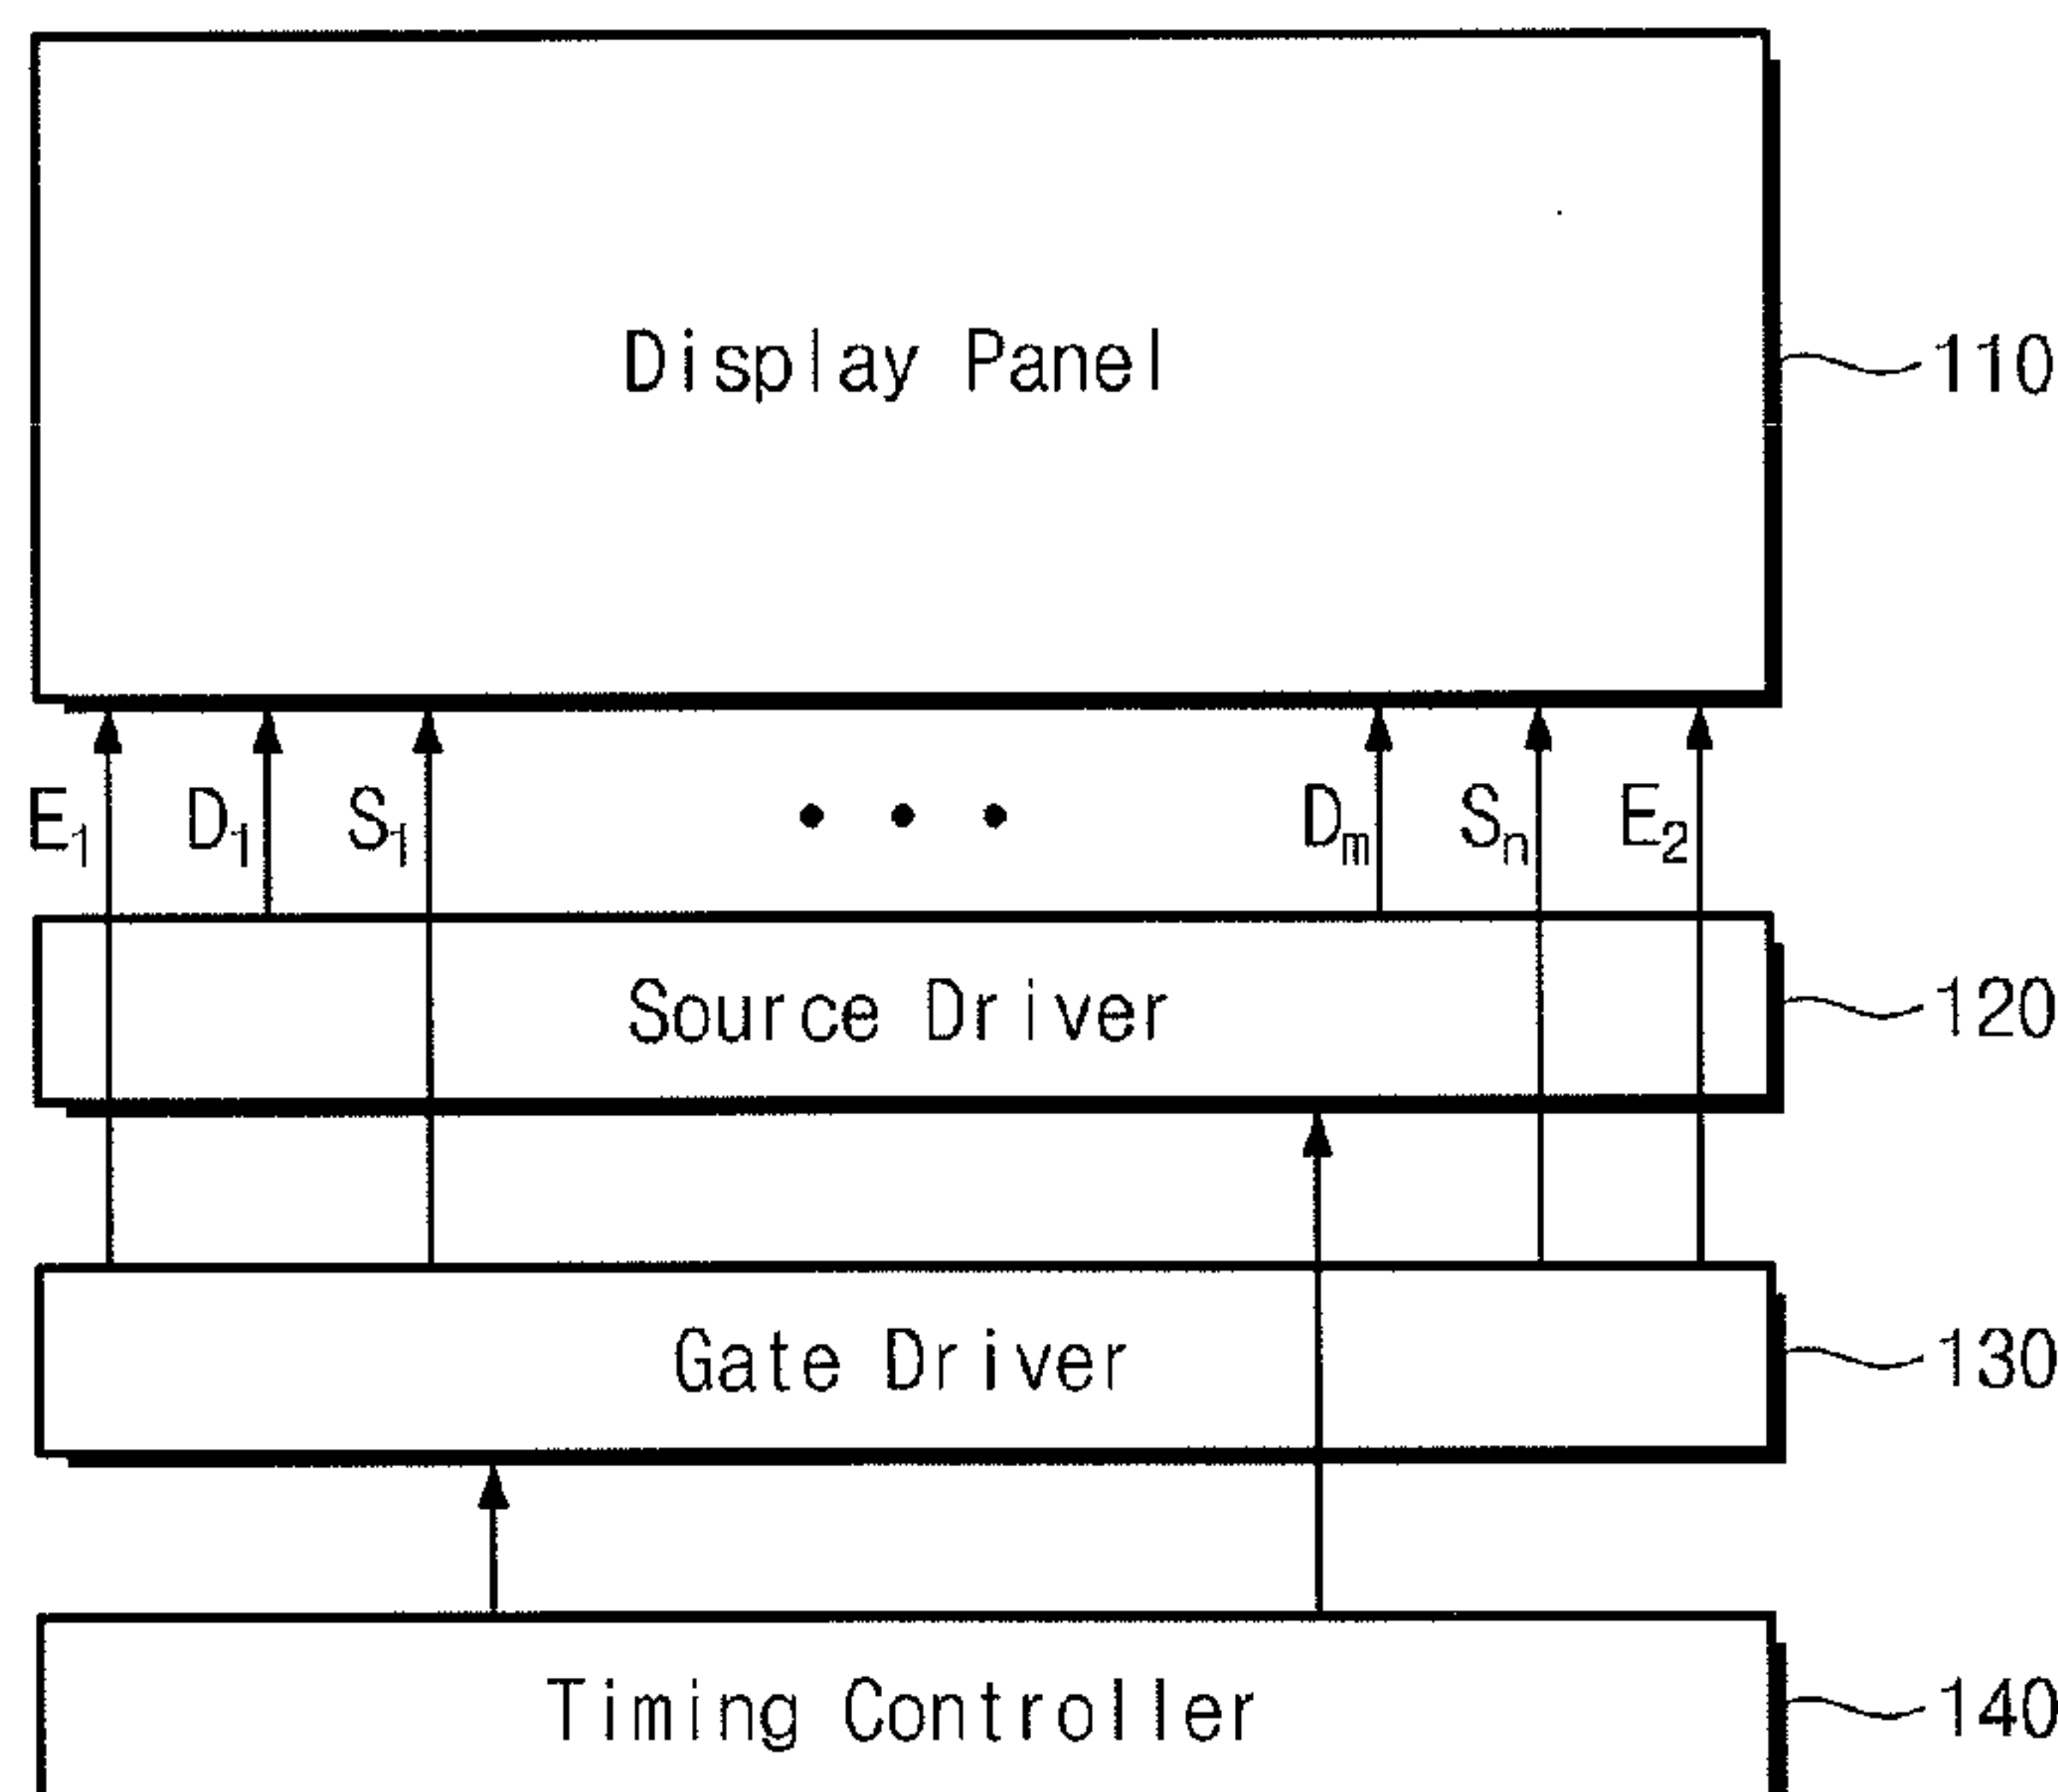 Display Panel
110
E1 D1 S1 • • • Dm Sn E2
Source Driver
120
Gate Driver
130
Timing Controller
140